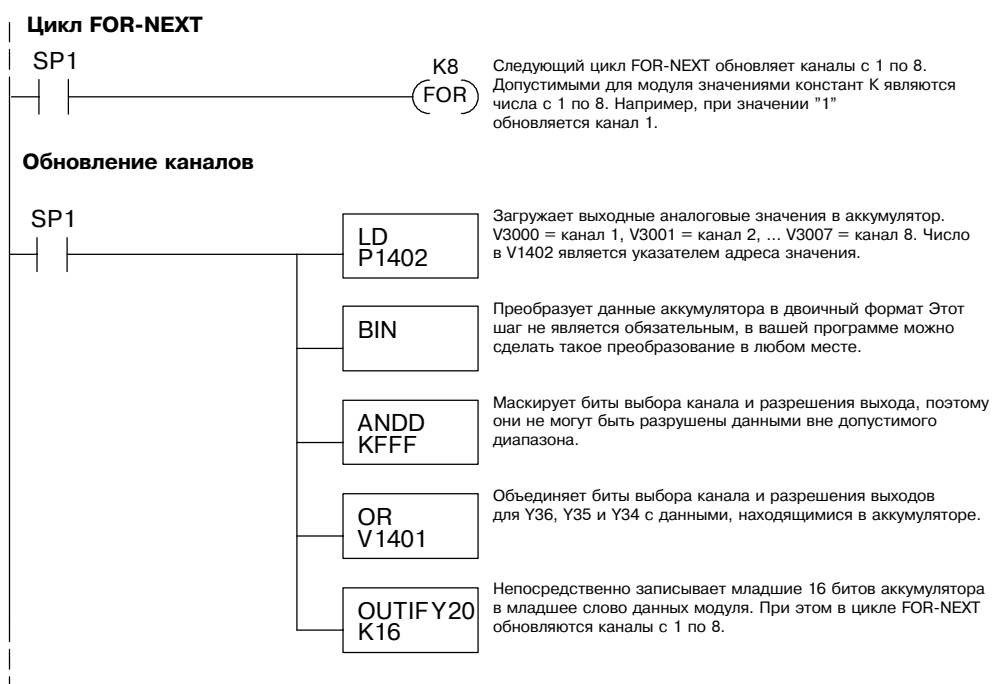 Цикл FOR-NEXT
SP1
K8
FOR
Следующий цикл FOR-NEXT обновляет каналы с 1 по 8.
Допустимыми для модуля значениями констант К являются
числа с 1 по 8. Например, при значении ”1”
обновляется канал 1.
Обновление каналов
SP1
LD
P1402
Загружает выходные аналоговые значения в аккумулятор.
V3000 = канал 1, V3001 = канал 2, ... V3007 = канал 8. Число
в V1402 является указателем адреса значения.
BIN
Преобразует данные аккумулятора в двоичный формат Этот
шаг не является обязательным, в вашей программе можно
сделать такое преобразование в любом месте.
ANDD
KFFF
Маскирует биты выбора канала и разрешения выхода, поэтому
они не могут быть разрушены данными вне допустимого
диапазона.
OR
V1401
Объединяет биты выбора канала и разрешения выходов
для Y36, Y35 и Y34 с данными, находящимися в аккумуляторе.
OUTIF Y20
K16
Непосредственно записывает младшие 16 битов аккумулятора
в младшее слово данных модуля. При этом в цикле FOR-NEXT
обновляются каналы с 1 по 8.